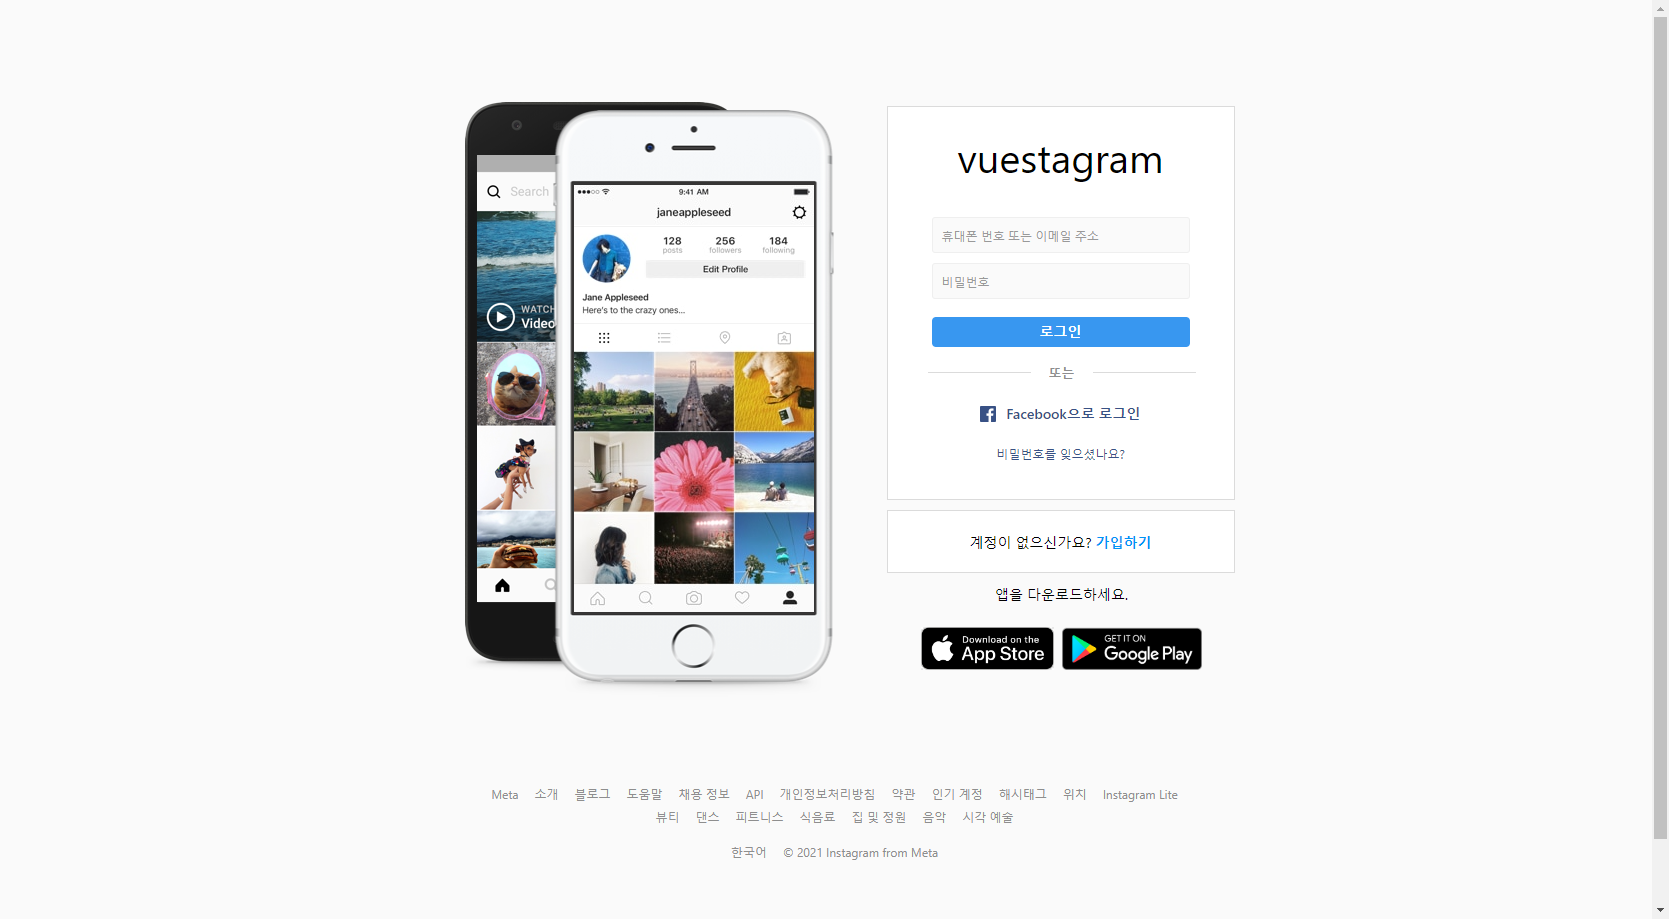 Search
WATCH
Video
9:41 AM
janeappleseed
128 256 184
posts followers following
Edit Profile
Jane Appleseed
Here's to the crazy ones...
vuestagram
휴대폰 번호 또는 이메일 주소
비밀번호
로그인
또는
Facebook으로 로그인
비밀번호를 잊으셨나요?
계정이 없으신가요? 가입하기
앱을 다운로드하세요.
Download on the
App Store
GET IT ON
Google Play
Meta 소개 블로그 도움말 채용 정보 API 개인정보처리방침 약관 인기 계정 해시태그 위치 Instagram Lite
뷰티 댄스 피트니스 식음료 집 및 정원 음악 시각 예술
한국어 © 2021 Instagram from Meta